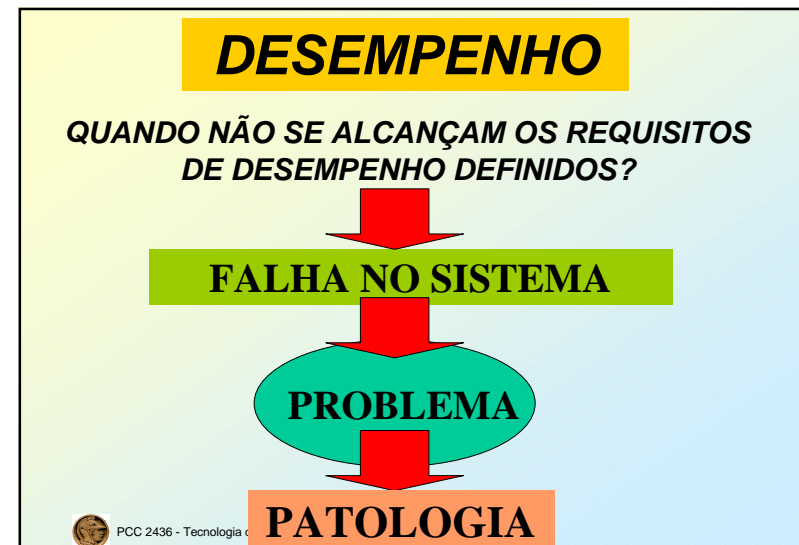 DESEMPENHO
QUANDO NÃO SE ALCANÇAM OS REQUISITOS
DE DESEMPENHO DEFINIDOS?
FALHA NO SISTEMA
PROBLEMA
PATOLOGIA
PCC 2436 - Tecnologia